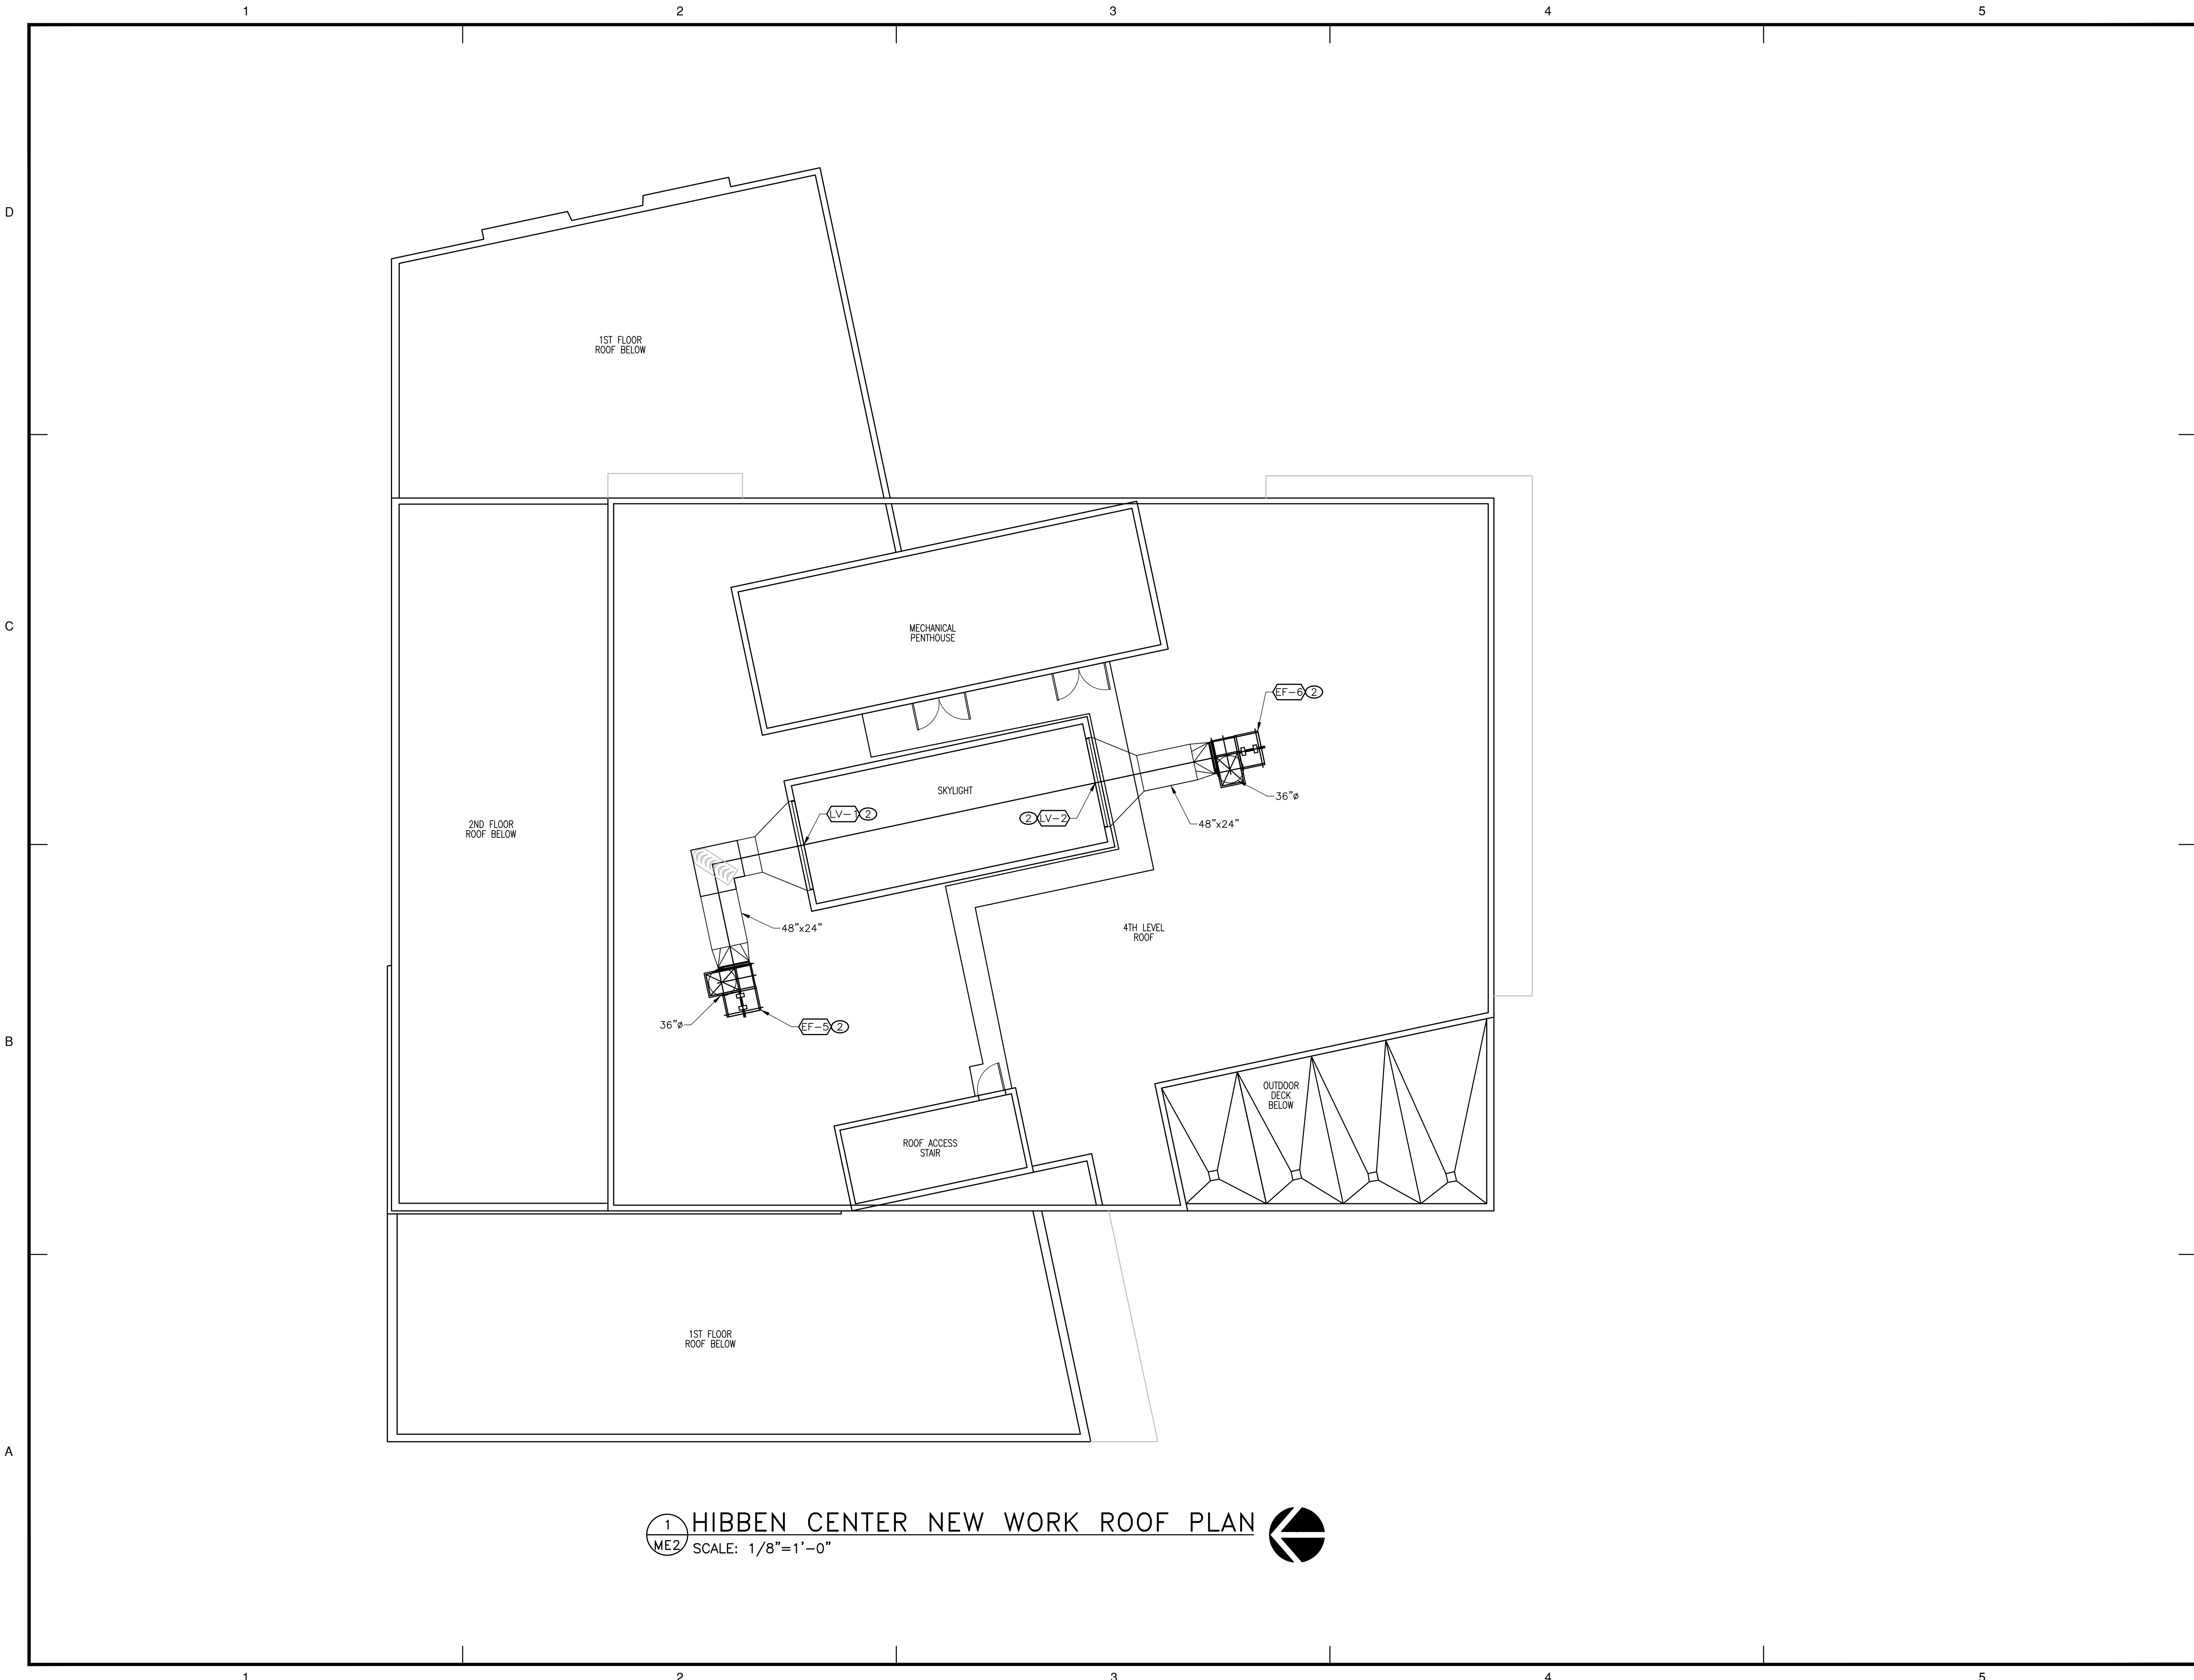 1 2 3 4 5
D
1ST FLOOR
ROOF BELOW
C
MECHANICAL
PENTHOUSE
EF-6 2
SKYLIGHT
36"ø
LV-1 2
2 LV-2
48"x24"
2ND FLOOR
ROOF BELOW
48"x24"
4TH LEVEL
ROOF
36"ø
EF-5 2
B
OUTDOOR
DECK
BELOW
ROOF ACCESS
STAIR
1ST FLOOR
ROOF BELOW
A
1
ME2
HIBBEN CENTER NEW WORK ROOF PLAN
SCALE: 1/8"=1'-0"
1 2 3 4 5